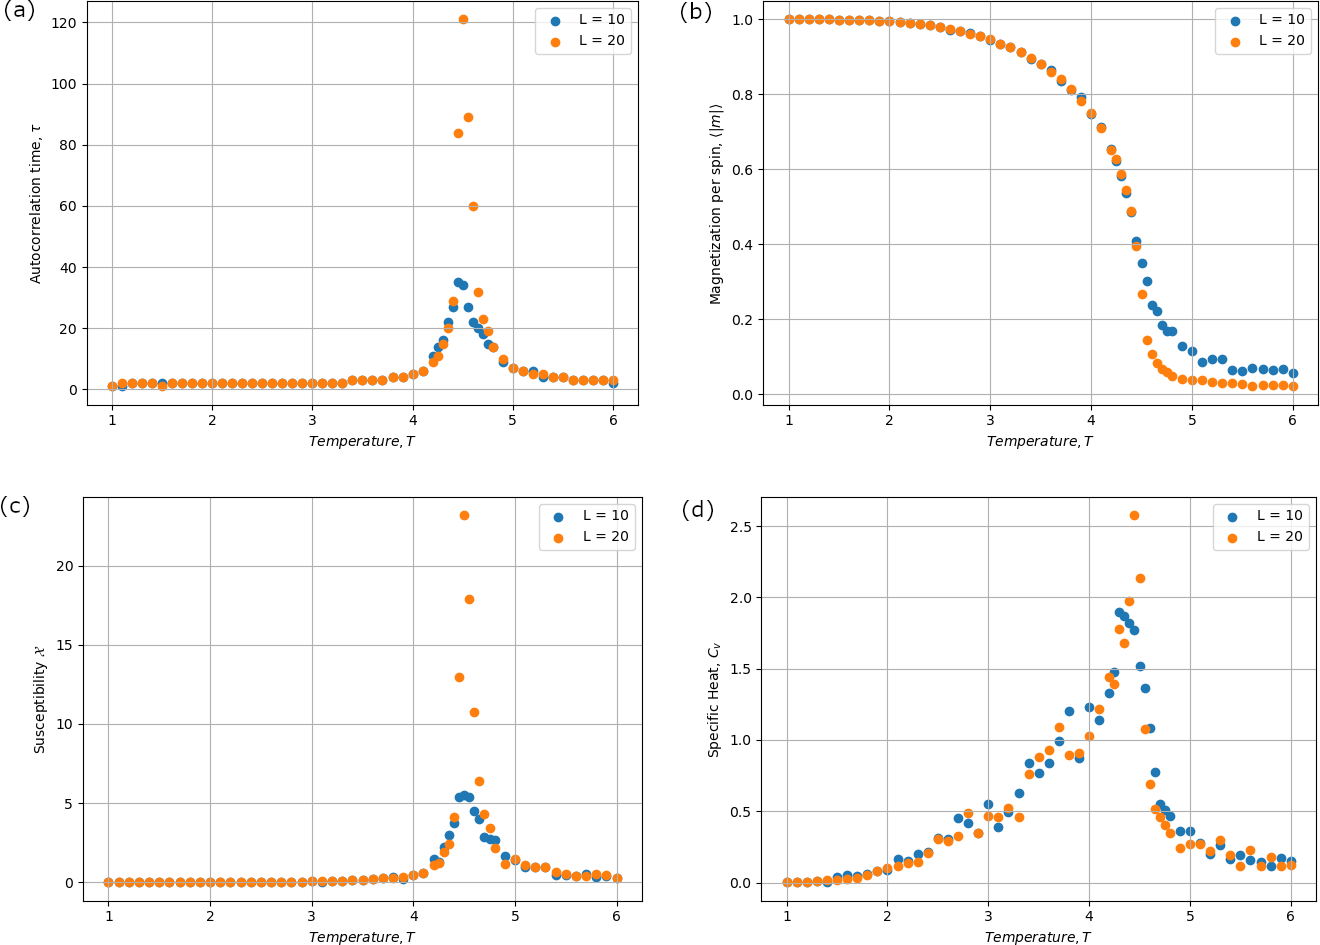 (a)
120
100
80
60
40
20
0
Autocorrelation time, τ
L = 10
L = 20
1 2 3 4 5 6
Temperature, T
(b)
1.0
0.8
0.6
0.4
0.2
0.0
Magnetization per spin, ⟨|m|⟩
L = 10
L = 20
1 2 3 4 5 6
Temperature, T
(c)
20
15
10
5
0
Susceptibility 𝒳
L = 10
L = 20
1 2 3 4 5 6
Temperature, T
(d)
2.5
2.0
1.5
1.0
0.5
0.0
Specific Heat, Cᵥ
L = 10
L = 20
1 2 3 4 5 6
Temperature, T